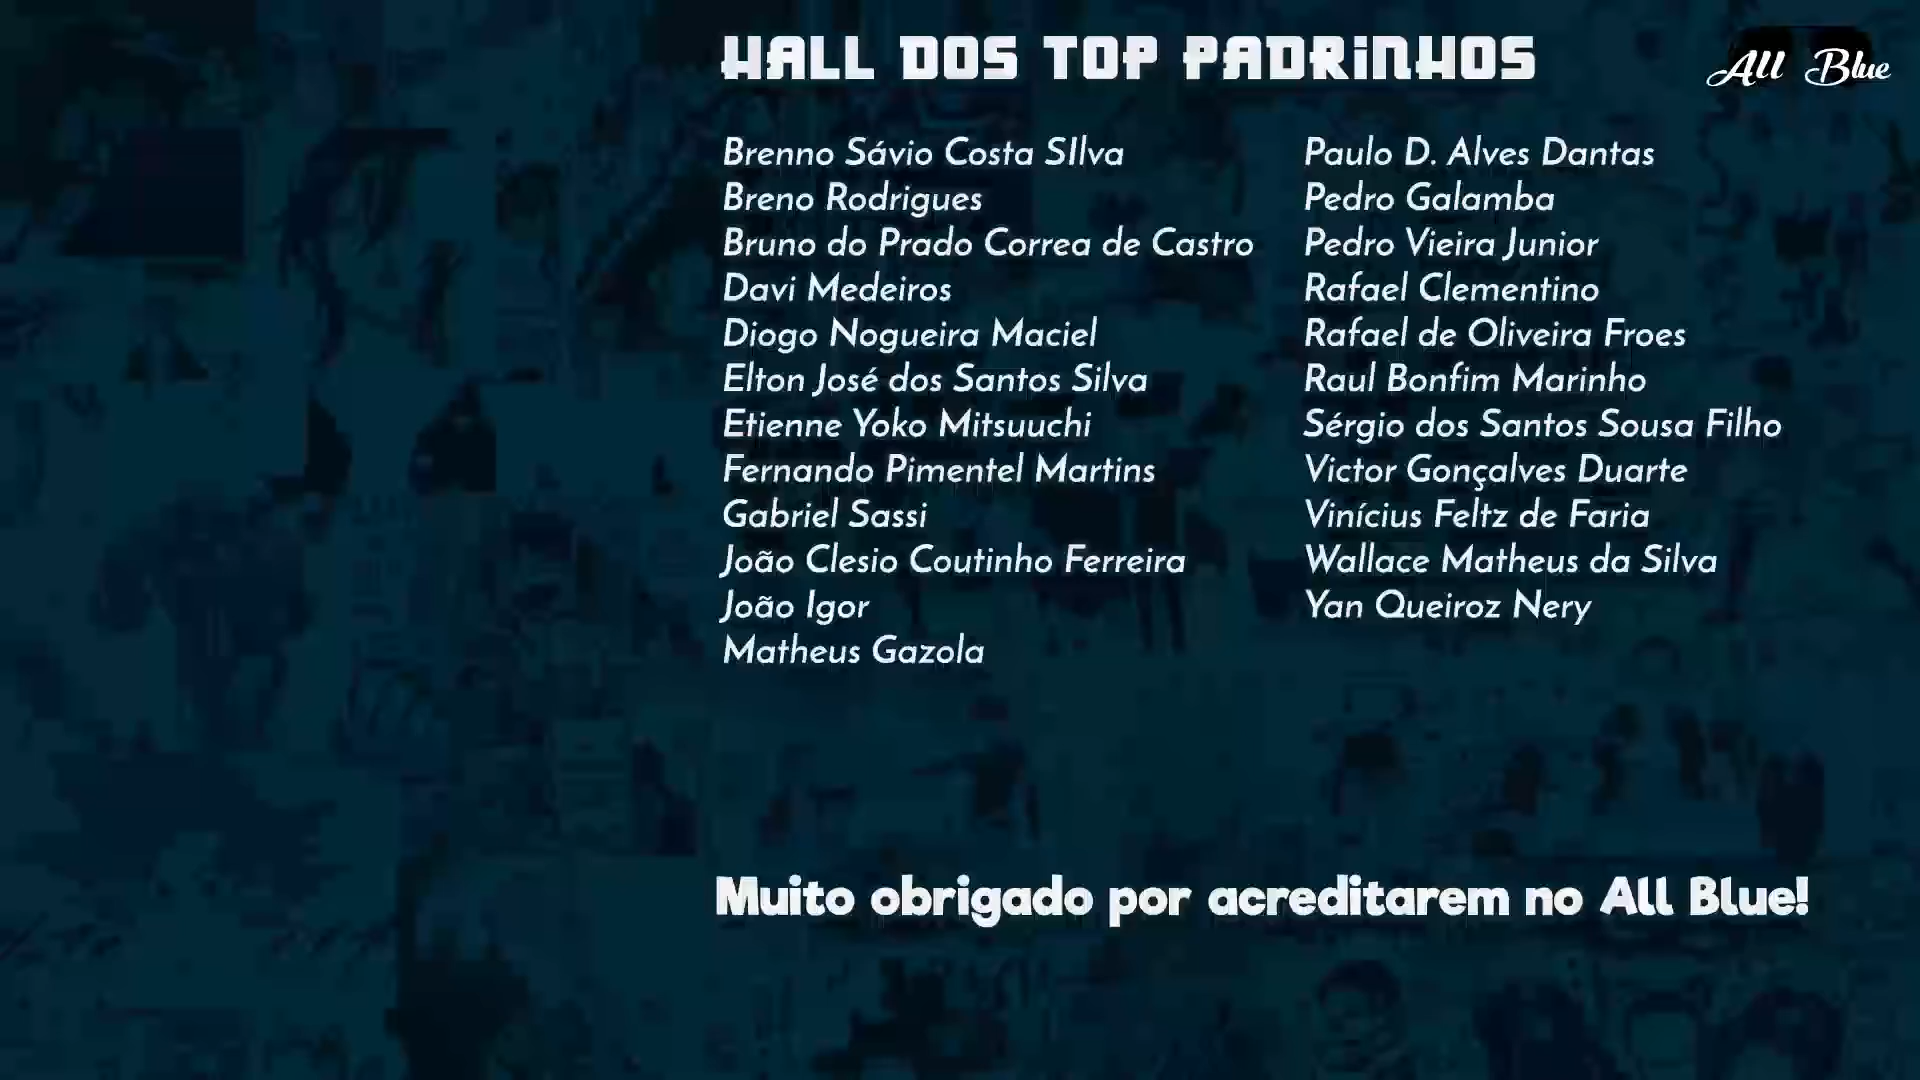 HALL DOS TOP PADRiNHOS
All Blue
Brenno Sávio Costa SIlva
Breno Rodrigues
Bruno do Prado Correa de Castro
Davi Medeiros
Diogo Nogueira Maciel
Elton José dos Santos Silva
Etienne Yoko Mitsuuchi
Fernando Pimentel Martins
Gabriel Sassi
João Clesio Coutinho Ferreira
João Igor
Matheus Gazola
Paulo D. Alves Dantas
Pedro Galamba
Pedro Vieira Junior
Rafael Clementino
Rafael de Oliveira Froes
Raul Bonfim Marinho
Sérgio dos Santos Sousa Filho
Victor Gonçalves Duarte
Vinícius Feltz de Faria
Wallace Matheus da Silva
Yan Queiroz Nery
Muito obrigado por acreditarem no All Blue!